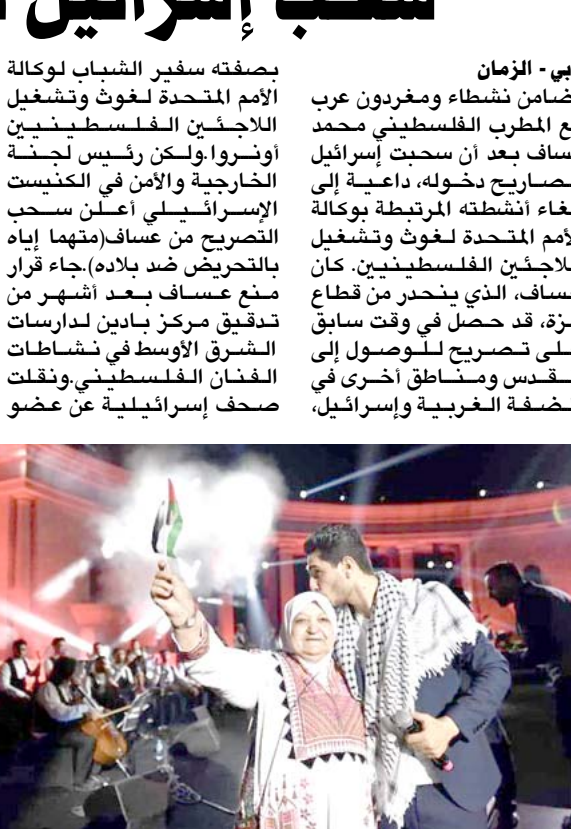 سحب إسرائيل
بي - الزمان
ضامن نشطاء ومغردون عرب
ع المطرب الفلسطيني محمد
ساف بعد أن سحبت إسرائيل
صاريح دخوله، داعية إلى
غاء أنشطته المرتبطة بوكالة
لأمم المتحدة لغوث وتشغيل
للاجئين الفلسطينيين. كان
ساف، الذي ينحدر من قطاع
زة، قد حصل في وقت سابق
لى تصريح للوصول إلى
قدس ومناطق أخرى في
لضفة الغربية وإسرائيل،
بصفته سفير الشباب لوكالة
الأمم المتحدة لغوث وتشغيل
اللاجئين الفلسطينيين
أونروا.ولكن رئيس لجنة
الخارجية والأمن في الكنيست
الإسرائيلي أعلن سحب
التصريح من عساف(متهما إياه
بالتحريض ضد بلاده).جاء قرار
منع عساف بعد أشهر من
تدقيق مركز بادين لدارسات
الشرق الأوسط في نشاطات
الفنان الفلسطيني.ونقلت
صحف إسرائيلية عن عضو